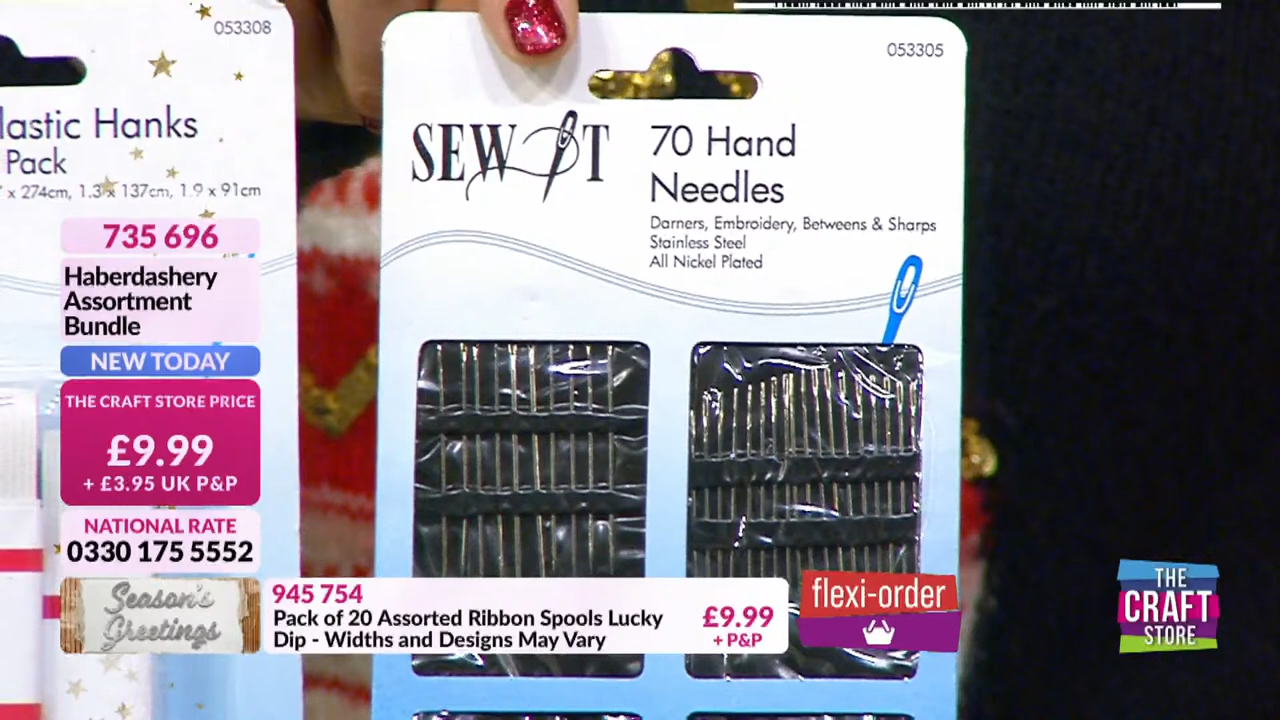 053308
lastic Hanks
Pack
x 274cm, 1.3 x 137cm, 1.9 x 91cm
053305
SEW IT
70 Hand
Needles
Darners, Embroidery, Betweens & Sharps
Stainless Steel
All Nickel Plated
735 696
Haberdashery
Assortment
Bundle
NEW TODAY
THE CRAFT STORE PRICE
£9.99
+ £3.95 UK P&P
NATIONAL RATE
0330 175 5552
Season's
Greetings
945 754
Pack of 20 Assorted Ribbon Spools Lucky
Dip - Widths and Designs May Vary
£9.99
+ P&P
flexi-order
THE
CRAFT
STORE